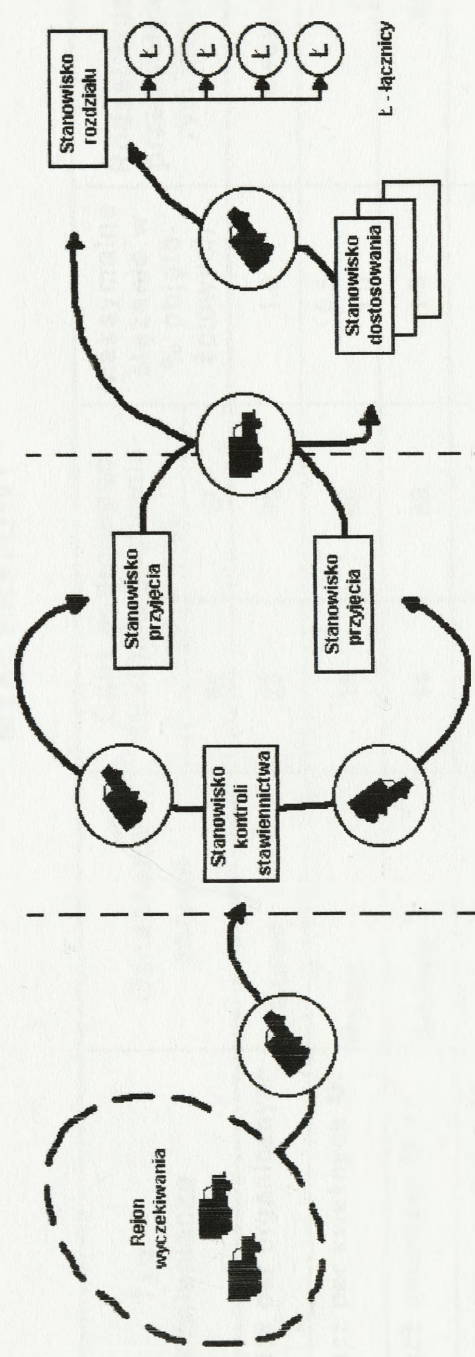 Rejon
wyczekiwania
Stanowisko
kontroli
stawiennictwa
Stanowisko
przyjęcia
Stanowisko
przyjęcia
Stanowisko
dostosowania
Stanowisko
rozdziału
Ł
Ł
Ł
Ł
Ł - łącznicy